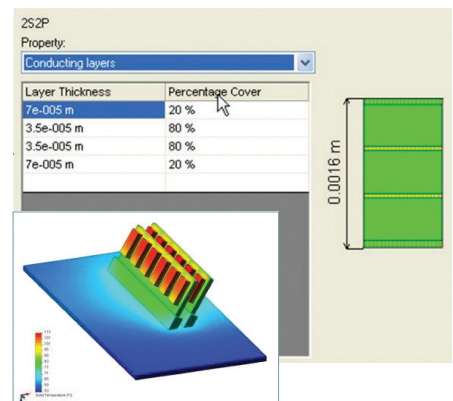 2S2P
Property:
Conducting layers
Layer Thickness Percentage Cover
7e-005 m 20 %
3.5e-005 m 80 %
3.5e-005 m 80 %
7e-005 m 20 %
0.0016 m